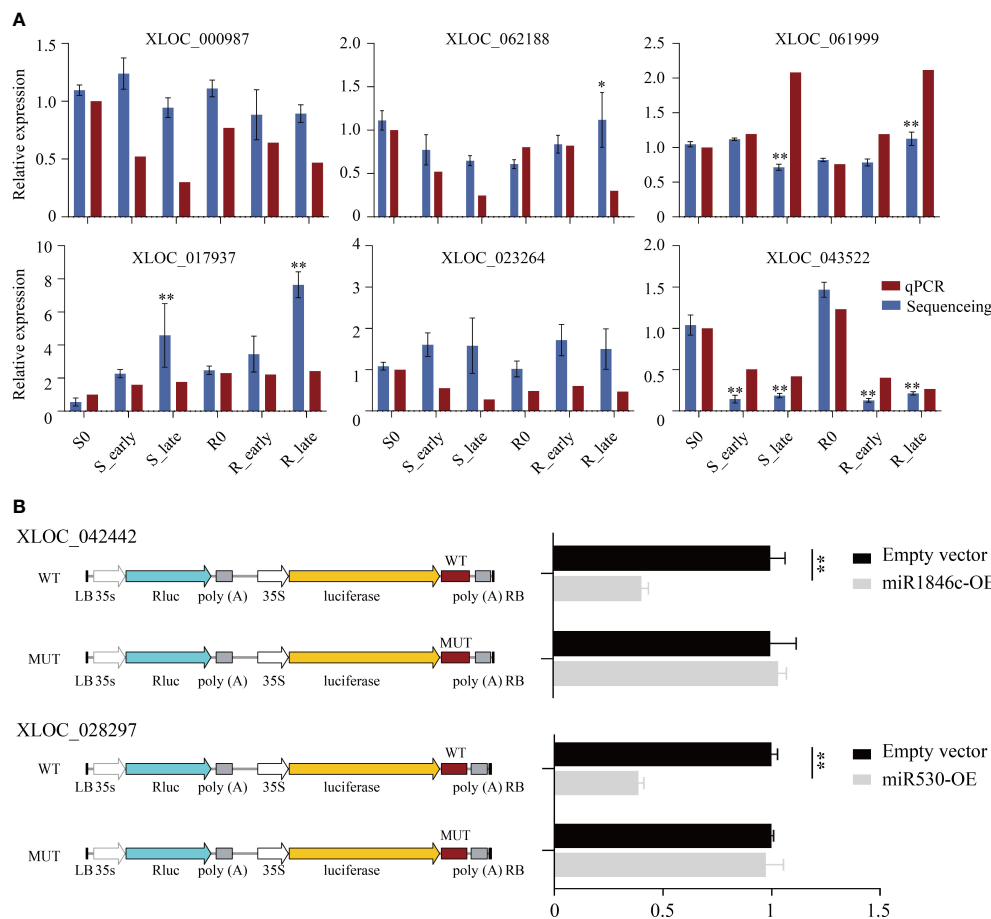 A
XLOC_000987
XLOC_062188
XLOC_061999
Relative expression
1.5
1.0
0.5
0
2.0
1.5
1.0
0.5
0
*
2.5
2.0
1.5
1.0
0.5
0
**
**
XLOC_017937
XLOC_023264
XLOC_043522
Relative expression
10
8
6
4
2
0
**
**
4
3
2
1
0
2.0
1.5
1.0
0.5
0
**
**
**
**
qPCR
Sequenceing
S0
S_early
S_late
R0
R_early
R_late
S0
S_early
S_late
R0
R_early
R_late
S0
S_early
S_late
R0
R_early
R_late
B
XLOC_042442
WT
WT
LB 35s Rluc poly (A) 35S luciferase poly (A) RB
MUT
MUT
LB 35s Rluc poly (A) 35S luciferase poly (A) RB
**
Empty vector
miR1846c-OE
XLOC_028297
WT
WT
LB 35s Rluc poly (A) 35S luciferase poly (A) RB
MUT
MUT
LB 35s Rluc poly (A) 35S luciferase poly (A) RB
**
Empty vector
miR530-OE
0 0.5 1 1.5